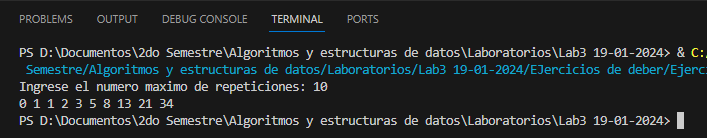 PROBLEMS OUTPUT DEBUG CONSOLE TERMINAL PORTS
PS D:\Documentos\2do Semestre\Algoritmos y estructuras de datos\Laboratorios\Lab3 19-01-2024> & C:/
Semestre/Algoritmos y estructuras de datos/Laboratorios/Lab3 19-01-2024/EJercicios de deber/Ejerc
Ingrese el numero maximo de repeticiones: 10
0 1 1 2 3 5 8 13 21 34
PS D:\Documentos\2do Semestre\Algoritmos y estructuras de datos\Laboratorios\Lab3 19-01-2024>